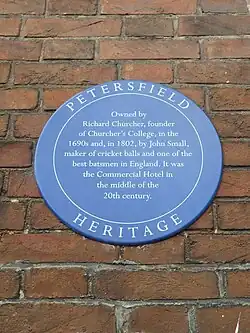 PETERSFIELD
Owned by
Richard Churcher, founder
of Churcher's College, in the
1690s and, in 1802, by John Small,
maker of cricket balls and one of the
best batsmen in England. It was
the Commercial Hotel in
the middle of the
20th century.
HERITAGE